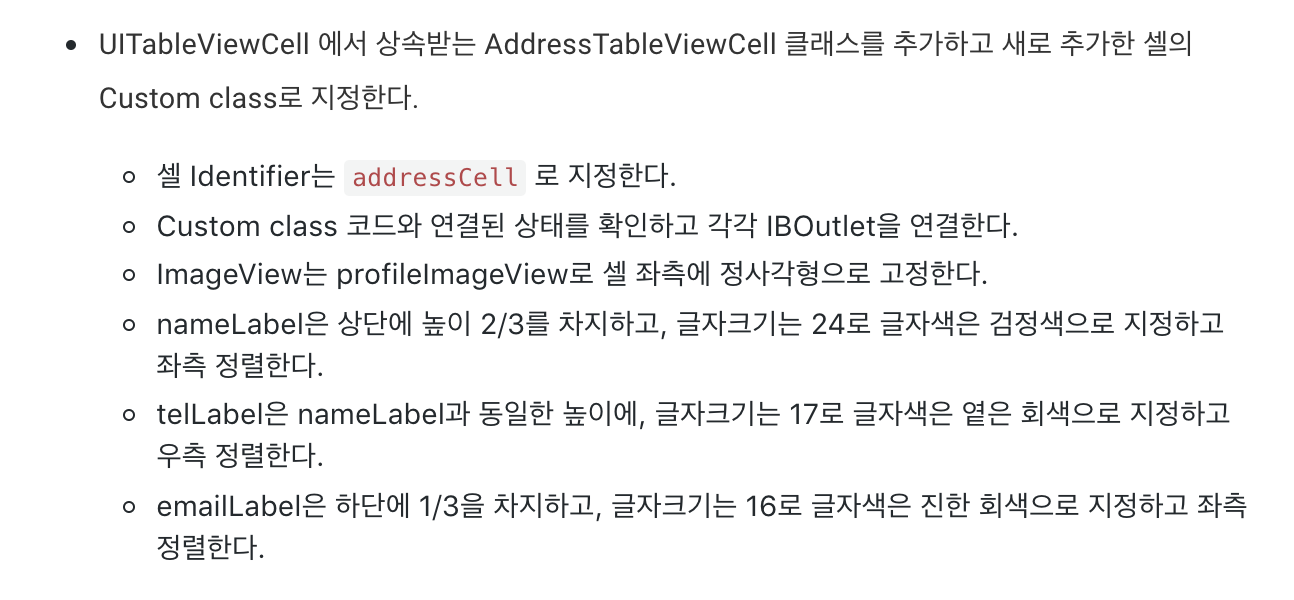 UITableViewCell 에서 상속받는 AddressTableViewCell 클래스를 추가하고 새로 추가한 셀의
Custom class로 지정한다.
셀 Identifier는 addressCell 로 지정한다.
Custom class 코드와 연결된 상태를 확인하고 각각 IBOutlet을 연결한다.
ImageView는 profileImageView로 셀 좌측에 정사각형으로 고정한다.
nameLabel은 상단에 높이 2/3를 차지하고, 글자크기는 24로 글자색은 검정색으로 지정하고
좌측 정렬한다.
telLabel은 nameLabel과 동일한 높이에, 글자크기는 17로 글자색은 옅은 회색으로 지정하고
우측 정렬한다.
emailLabel은 하단에 1/3을 차지하고, 글자크기는 16로 글자색은 진한 회색으로 지정하고 좌측
정렬한다.